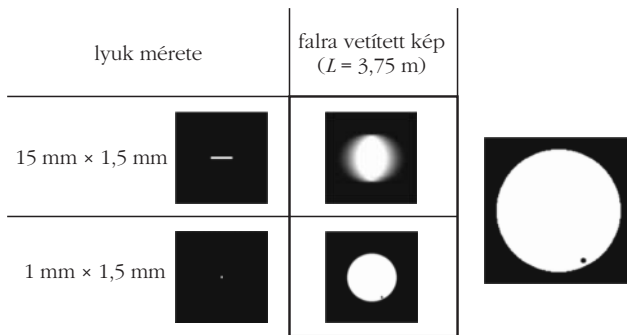 lyuk mérete
falra vetített kép
(L = 3,75 m)
15 mm × 1,5 mm
1 mm × 1,5 mm